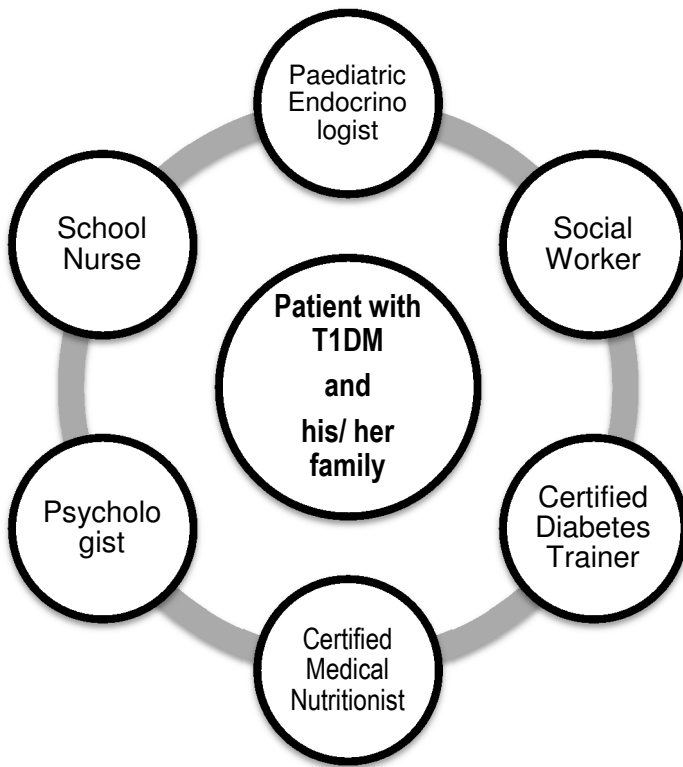 Paediatric
Endocrino
logist
School
Nurse
Social
Worker
Patient with
T1DM
and
his/ her
family
Psycholo
gist
Certified
Diabetes
Trainer
Certified
Medical
Nutritionist